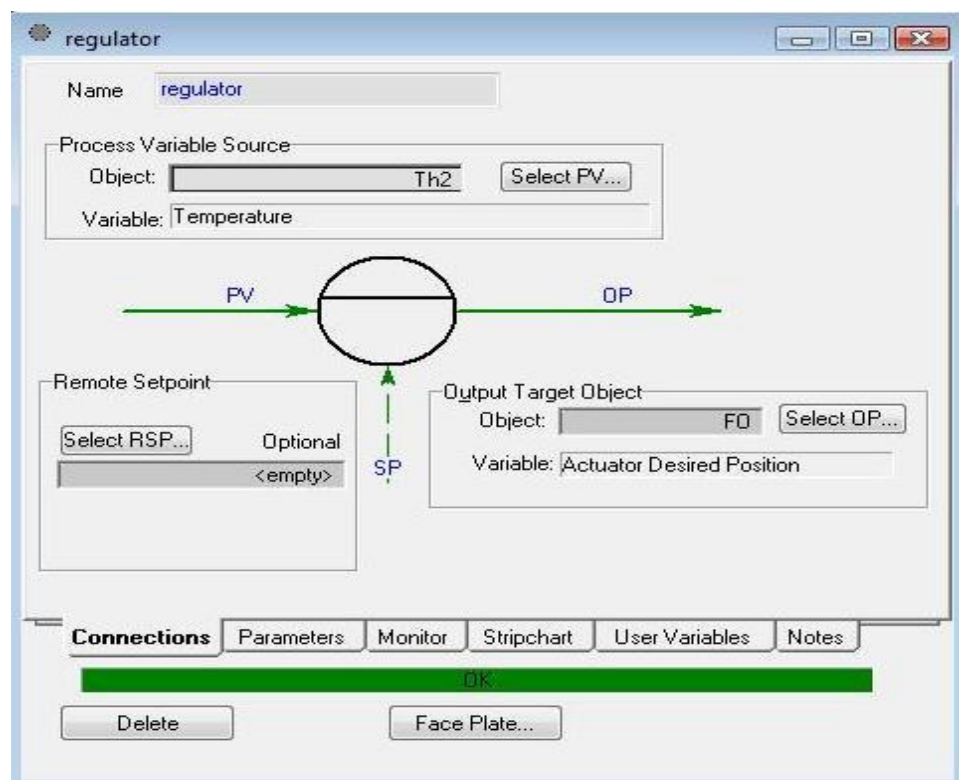 regulator
Name regulator
Process Variable Source
Object: Th2 Select PV...
Variable: Temperature
PV OP
Remote Setpoint
Select RSP... Optional
<empty>
SP
Output Target Object
Object: FO Select OP...
Variable: Actuator Desired Position
Connections Parameters Monitor Stripchart User Variables Notes
OK
Delete Face Plate...